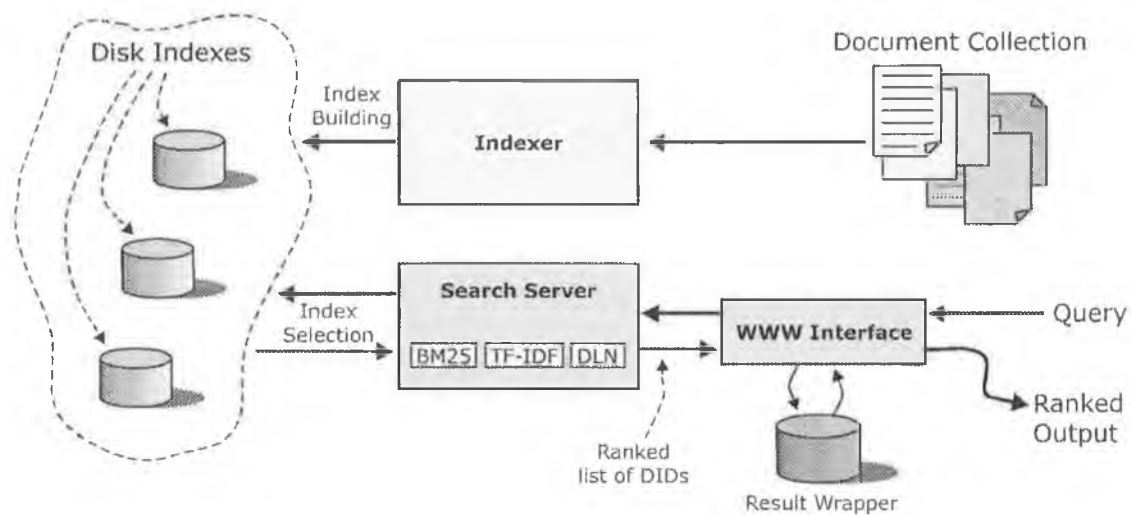 Disk Indexes
Document Collection
Index
Building
Indexer
Search Server
BM25 TF-IDF DLN
Index
Selection
WWW Interface
Query
Ranked
Output
Ranked
list of DIDs
Result Wrapper